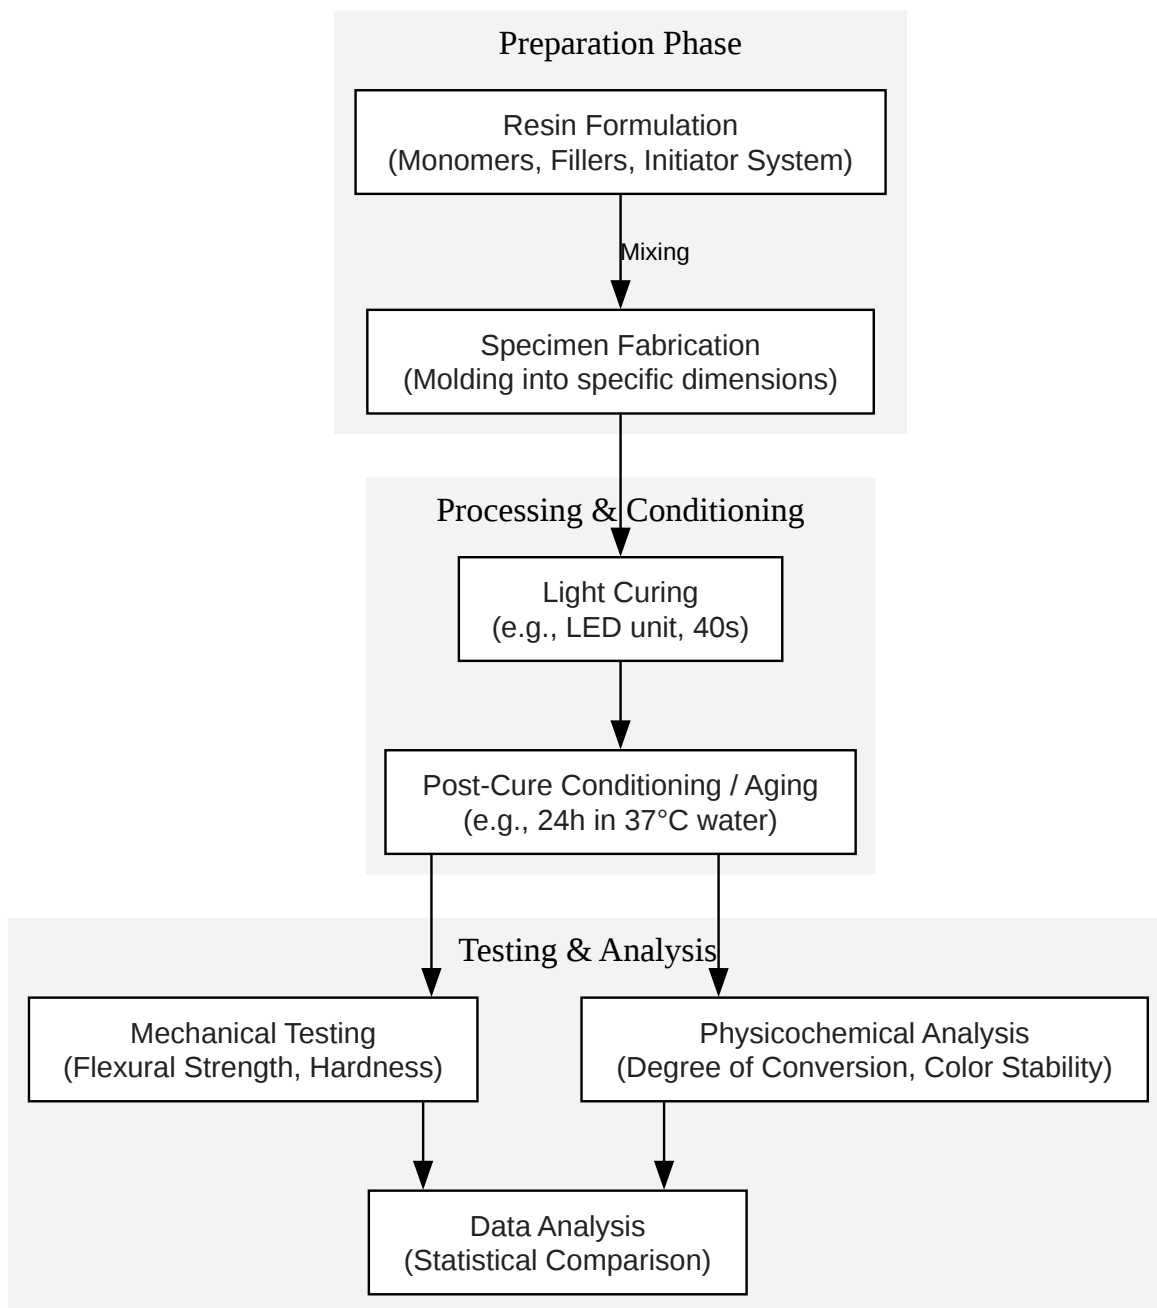 Preparation Phase
Resin Formulation
(Monomers, Fillers, Initiator System)
Mixing
Specimen Fabrication
(Molding into specific dimensions)
Processing & Conditioning
Light Curing
(e.g., LED unit, 40s)
Post-Cure Conditioning / Aging
(e.g., 24h in 37°C water)
Testing & Analysis
Mechanical Testing
(Flexural Strength, Hardness)
Physicochemical Analysis
(Degree of Conversion, Color Stability)
Data Analysis
(Statistical Comparison)